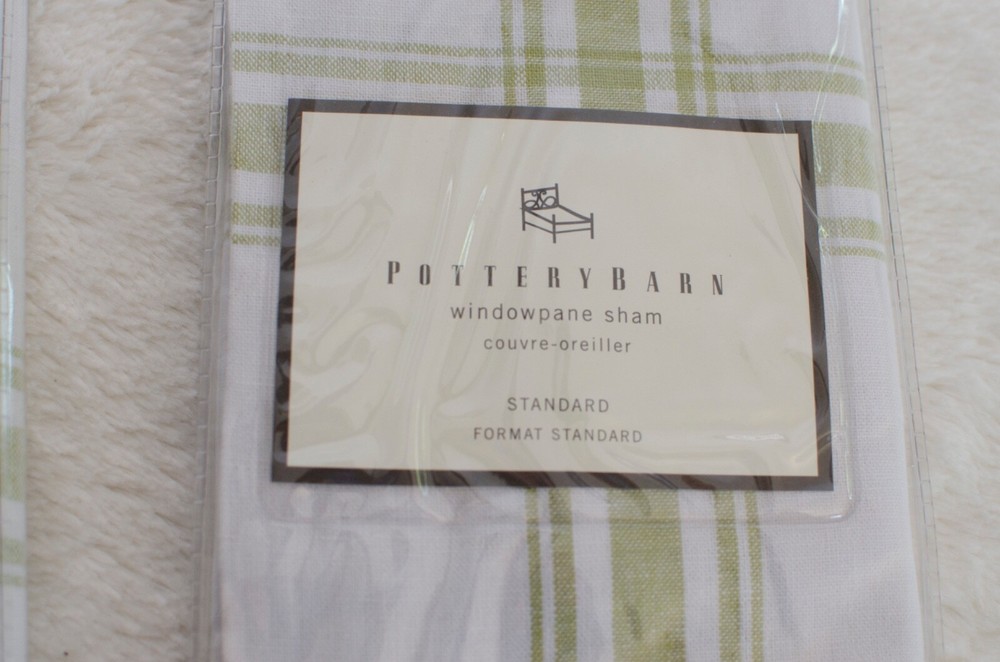 POTTERYBARN
windowpane sham
couvre-oreiller
STANDARD
FORMAT STANDARD